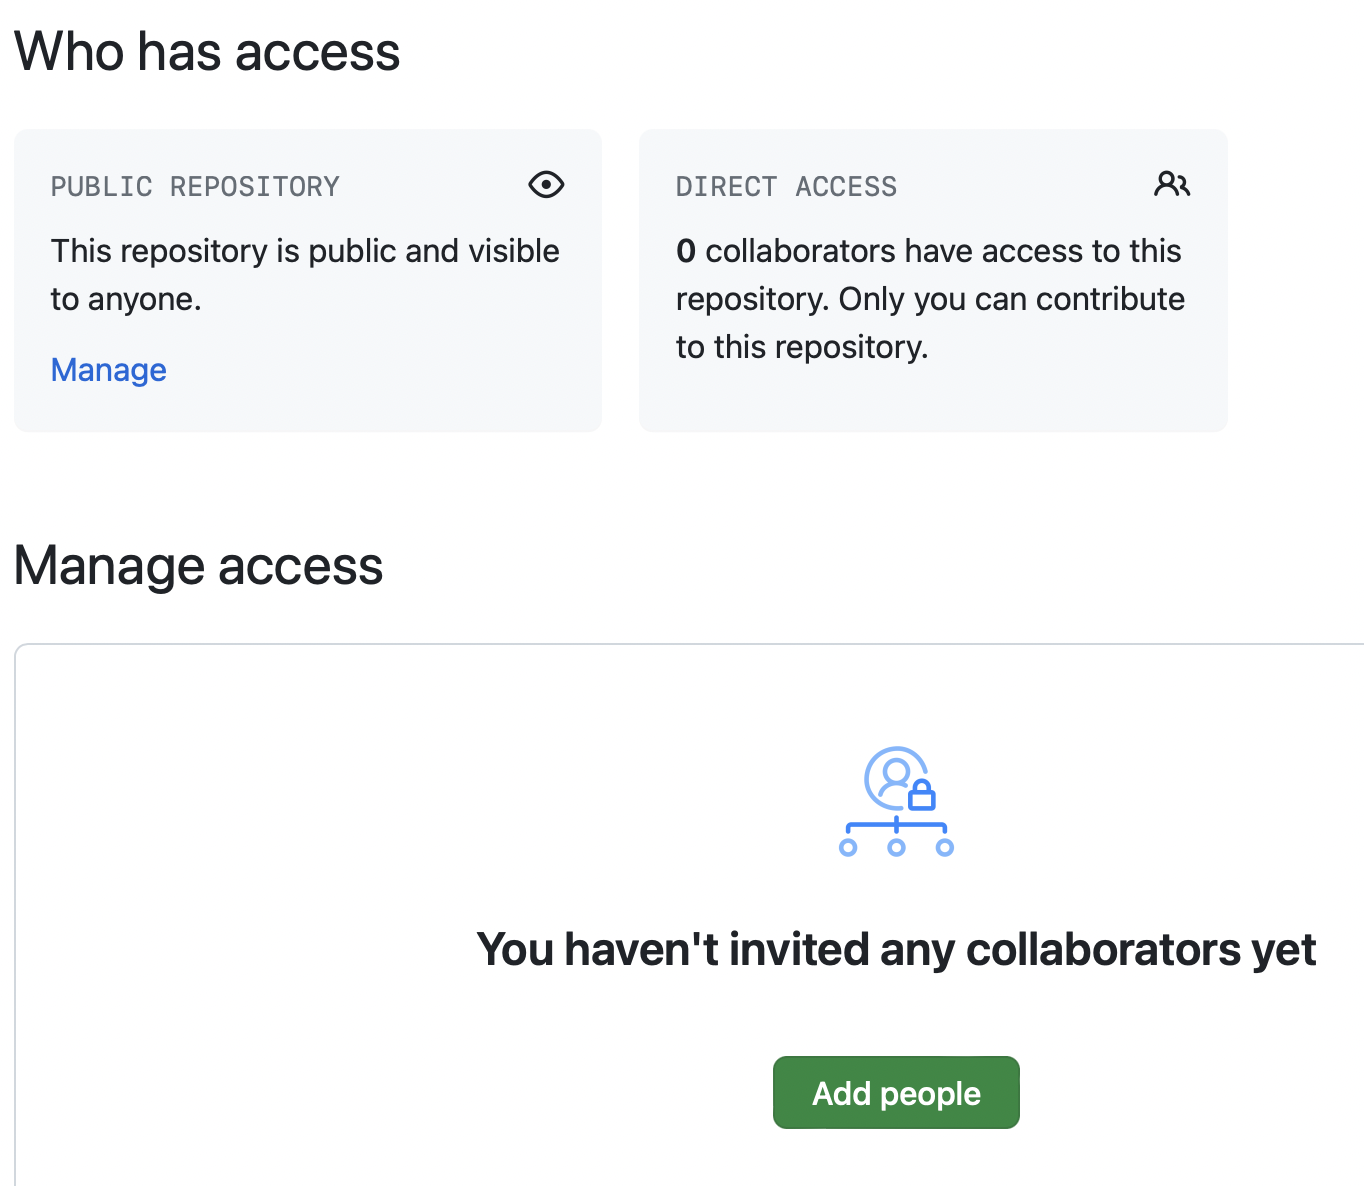 Who has access
PUBLIC REPOSITORY
This repository is public and visible
to anyone.
Manage
DIRECT ACCESS
0 collaborators have access to this
repository. Only you can contribute
to this repository.
Manage access
You haven't invited any collaborators yet
Add people